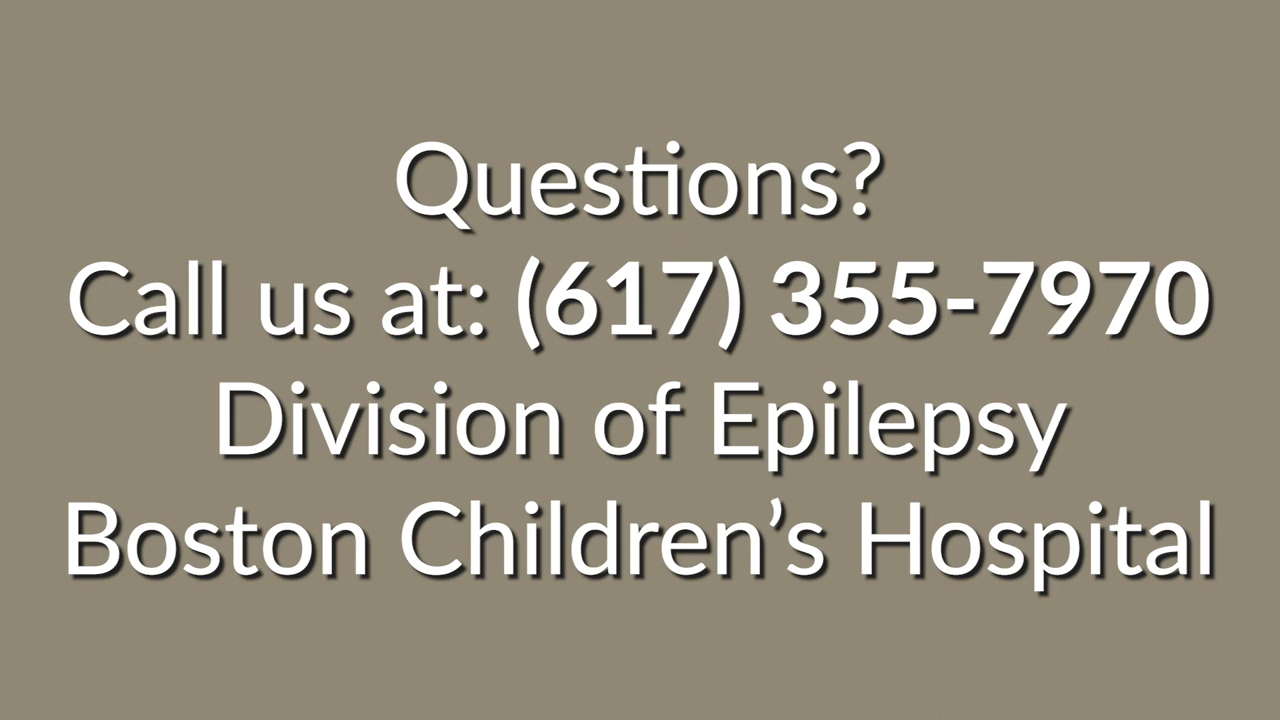 Questions?
Call us at: (617) 355-7970
Division of Epilepsy
Boston Children’s Hospital